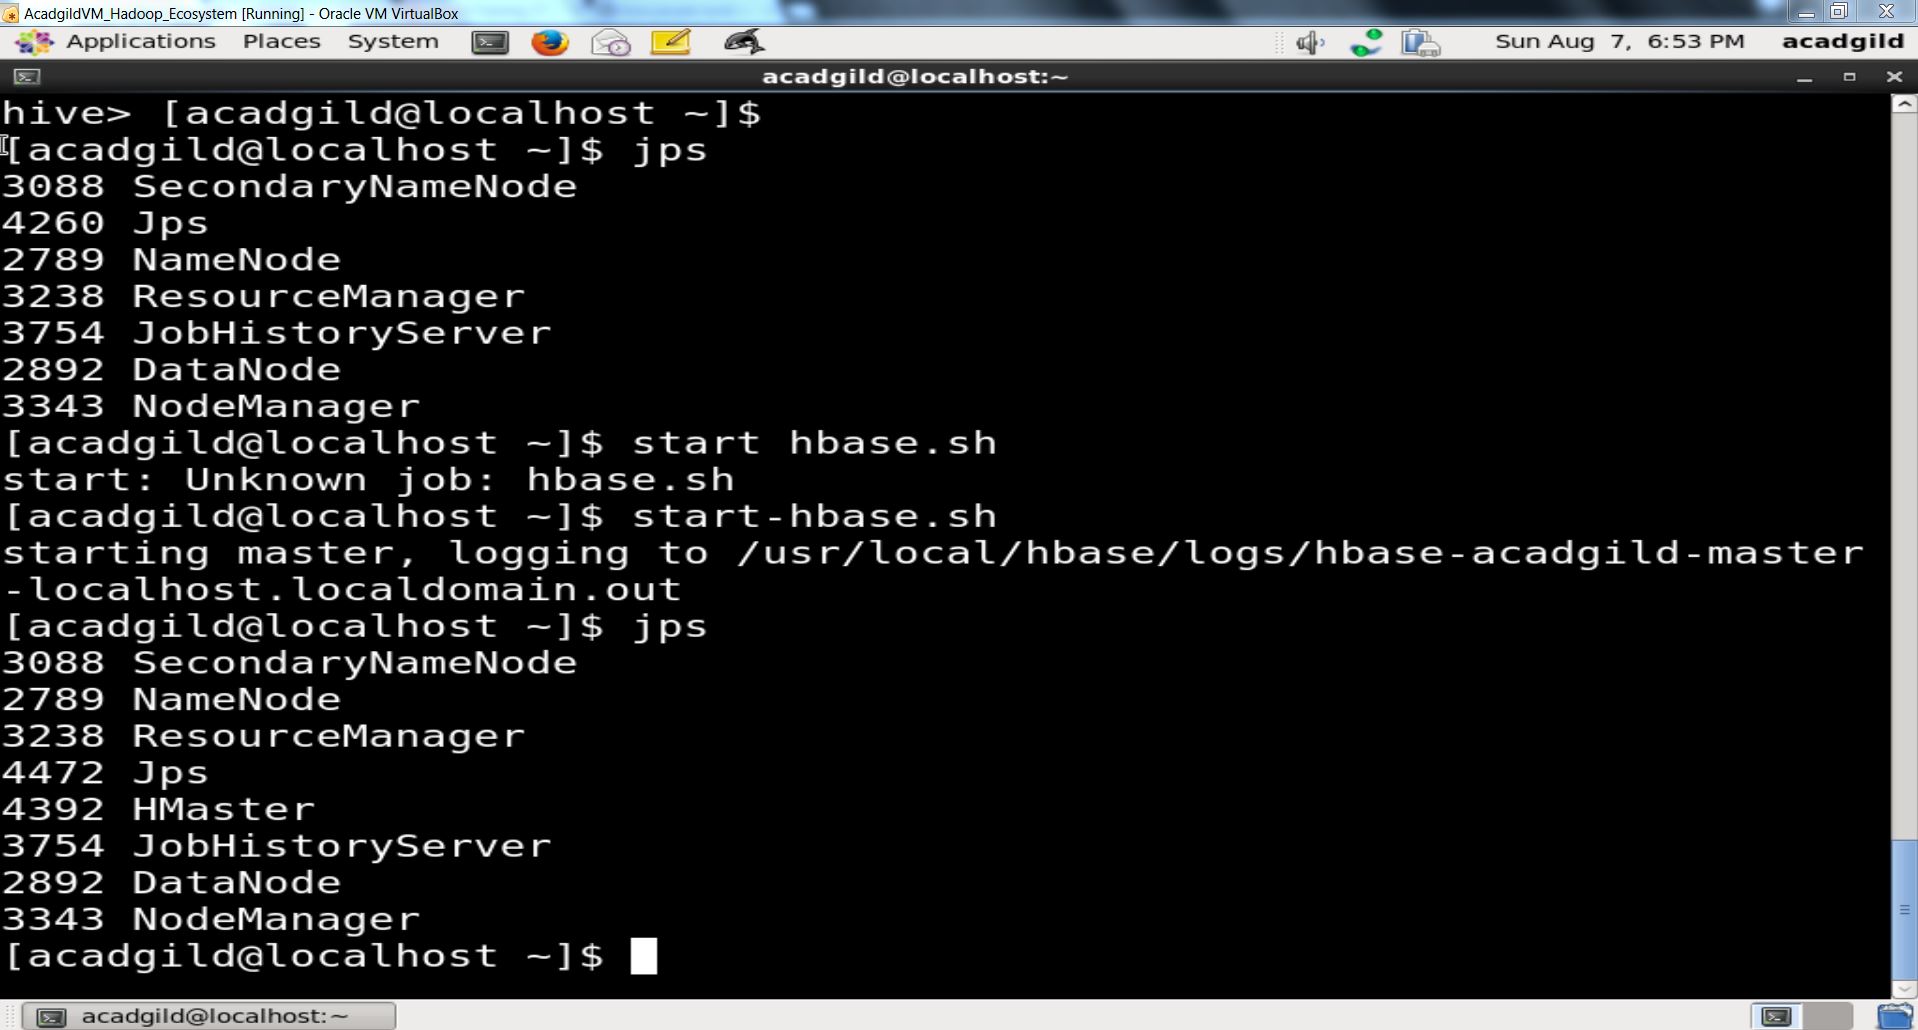 AcadgildVM_Hadoop_Ecosystem [Running] - Oracle VM VirtualBox
Applications Places System Sun Aug 7, 6:53 PM acadgild
acadgild@localhost:~
hive> [acadgild@localhost ~]$
[acadgild@localhost ~]$ jps
3088 SecondaryNameNode
4260 Jps
2789 NameNode
3238 ResourceManager
3754 JobHistoryServer
2892 DataNode
3343 NodeManager
[acadgild@localhost ~]$ start hbase.sh
start: Unknown job: hbase.sh
[acadgild@localhost ~]$ start-hbase.sh
starting master, logging to /usr/local/hbase/logs/hbase-acadgild-master
-localhost.localdomain.out
[acadgild@localhost ~]$ jps
3088 SecondaryNameNode
2789 NameNode
3238 ResourceManager
4472 Jps
4392 HMaster
3754 JobHistoryServer
2892 DataNode
3343 NodeManager
[acadgild@localhost ~]$
acadgild@localhost:~